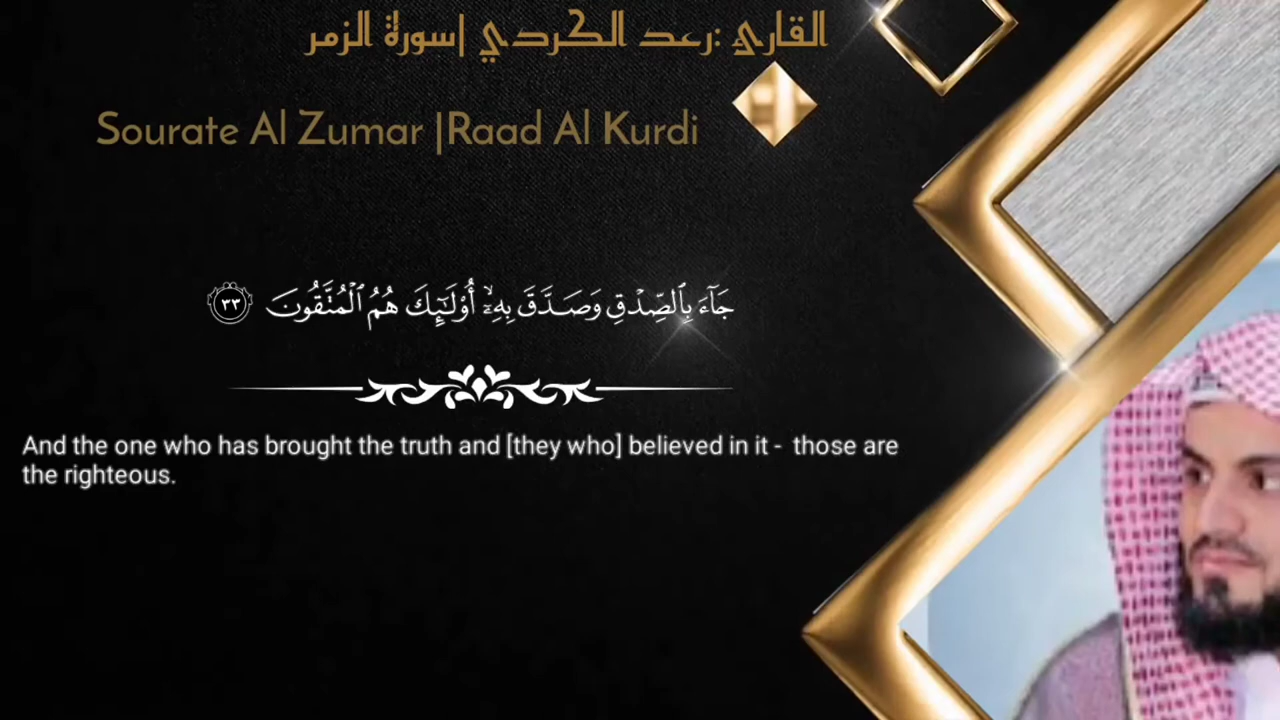 القارئ :رعد الكردي |سورة الزمر
Sourate Al Zumar |Raad Al Kurdi
جَآءَ بِٱلصِّدۡقِ وَصَدَّقَ بِهِۦٓ أُوْلَـٰٓئِكَ هُمُ ٱلۡمُتَّقُونَ ٣٣
And the one who has brought the truth and [they who] believed in it -  those are
the righteous.